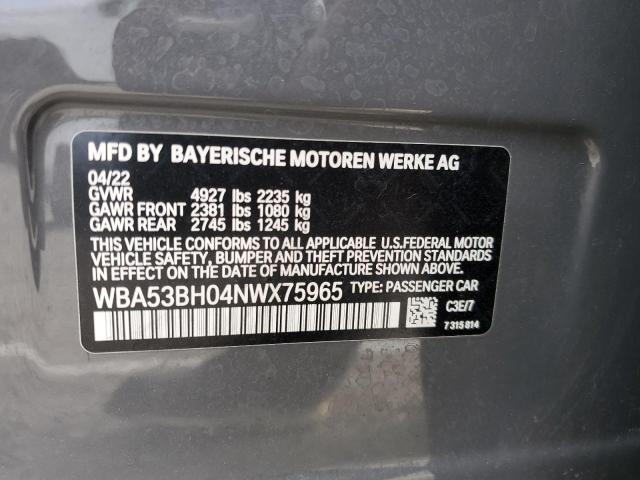 MFD BY BAYERISCHE MOTOREN WERKE AG
04/22
GVWR 4927 lbs 2235 kg
GAWR FRONT 2381 lbs 1080 kg
GAWR REAR 2745 lbs 1245 kg
THIS VEHICLE CONFORMS TO ALL APPLICABLE U.S.FEDERAL MOTOR
VEHICLE SAFETY, BUMPER, AND THEFT PREVENTION STANDARDS
IN EFFECT ON THE DATE OF MANUFACTURE SHOWN ABOVE.
WBA53BH04NWX75965 TYPE: PASSENGER CAR
C3E/7
7315814